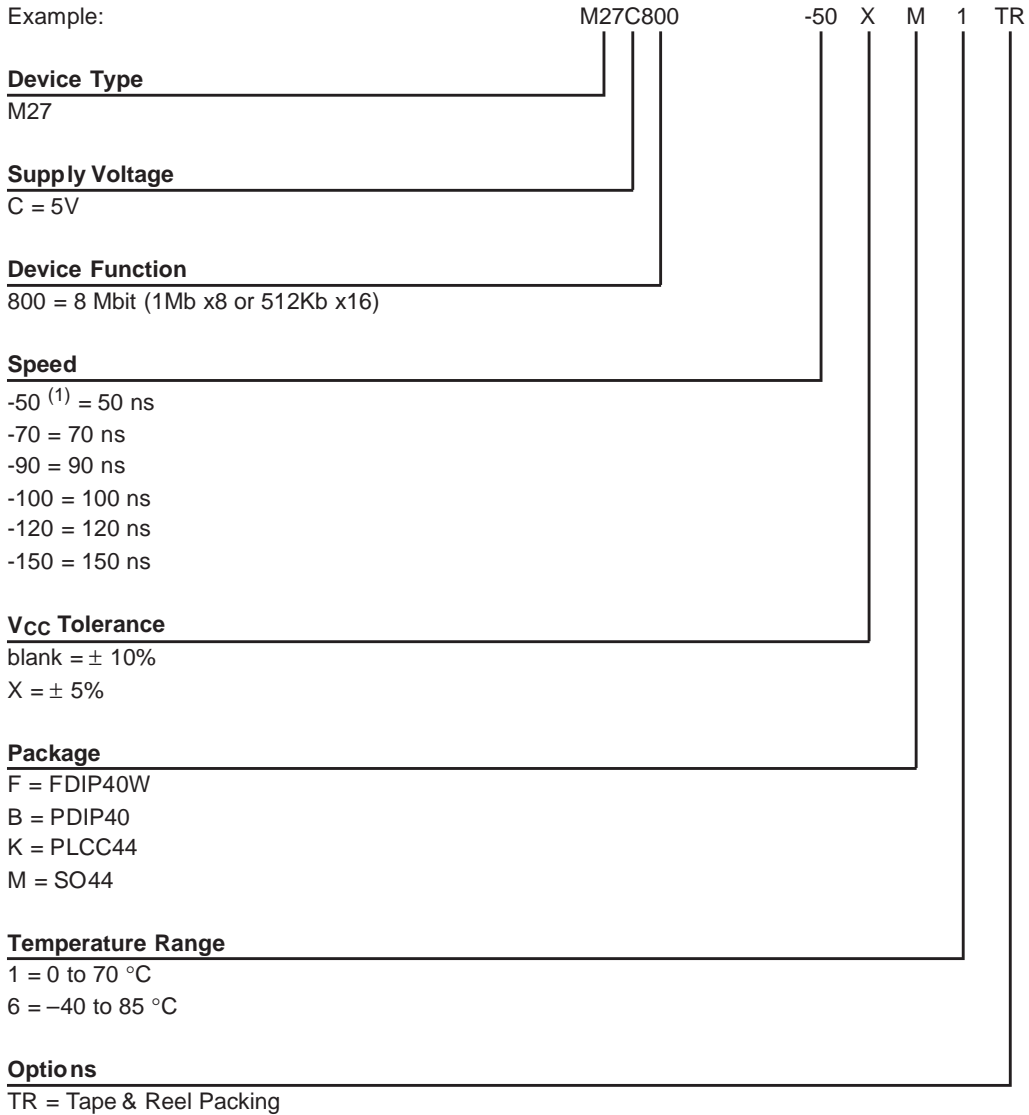 Example: M27C800 -50 X M 1 TR
Device Type
M27
Supply Voltage
C = 5V
Device Function
800 = 8 Mbit (1Mb x8 or 512Kb x16)
Speed
-50 (1) = 50 ns
-70 = 70 ns
-90 = 90 ns
-100 = 100 ns
-120 = 120 ns
-150 = 150 ns
VCC Tolerance
blank = ± 10%
X = ± 5%
Package
F = FDIP40W
B = PDIP40
K = PLCC44
M = SO44
Temperature Range
1 = 0 to 70 °C
6 = –40 to 85 °C
Options
TR = Tape & Reel Packing